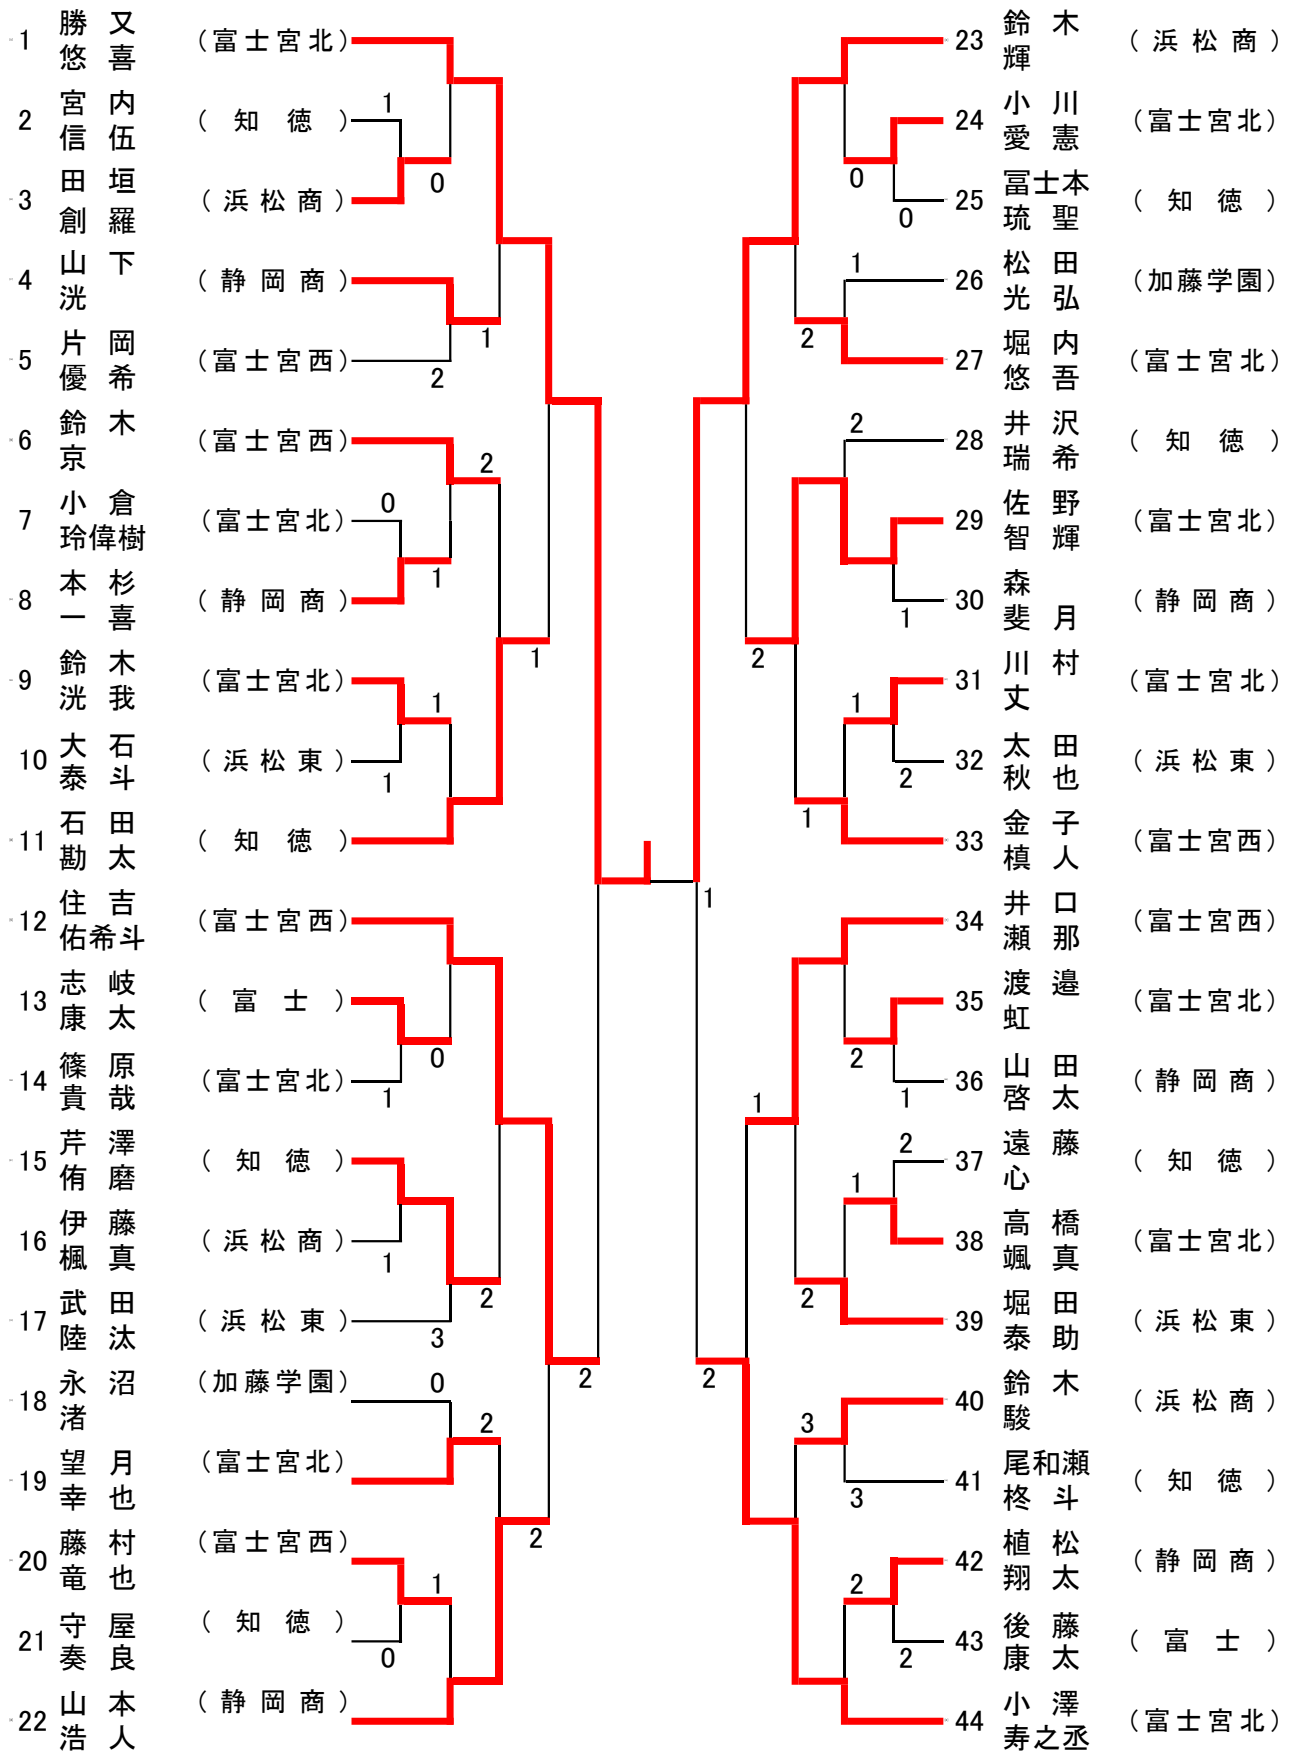 1 勝又 悠喜 (富士宮北)
2 宮内 信伍 (知徳) 1
3 田垣 創羅 (浜松商)
0
4 山下 洸 (静岡商)
1
5 片岡 優希 (富士宮西) 2
6 鈴木 京 (富士宮西)
2
7 小倉 玲偉樹 (富士宮北) 0
8 本杉 一喜 (静岡商)
1
1
9 鈴木 洸我 (富士宮北)
1
10 大石 泰斗 (浜松東) 1
11 石田 勘太 (知徳)
12 住吉 佑希斗 (富士宮西)
13 志岐 康太 (富士)
0
14 篠原 貴哉 (富士宮北) 1
15 芹澤 侑磨 (知徳)
16 伊藤 楓真 (浜松商) 1
2
17 武田 陸汰 (浜松東) 3
2
18 永沼 渚 (加藤学園) 0
2
19 望月 幸也 (富士宮北)
2
20 藤村 竜也 (富士宮西)
1
21 守屋 奏良 (知徳) 0
22 山本 浩人 (静岡商)
23 鈴木 輝 (浜松商)
24 小川 愛憲 (富士宮北)
0
25 冨士本 琉聖 (知徳) 0
26 松田 光弘 (加藤学園) 1
2
27 堀内 悠吾 (富士宮北)
28 井沢 瑞希 (知徳) 2
29 佐野 智輝 (富士宮北)
30 森 斐月 (静岡商) 1
2
31 川村 丈 (富士宮北)
1
32 太田 秋也 (浜松東) 2
1
33 金子 槙人 (富士宮西)
1
34 井口 瀬那 (富士宮西)
35 渡邉 虹 (富士宮北)
2
36 山田 啓太 (静岡商) 1
1
37 遠藤 心 (知徳) 2
1
38 高橋 颯真 (富士宮北)
2
39 堀田 泰助 (浜松東)
2
40 鈴木 駿 (浜松商)
3
41 尾和瀬 柊斗 (知徳) 3
42 植松 翔太 (静岡商)
2
43 後藤 康太 (富士) 2
44 小澤 寿之丞 (富士宮北)